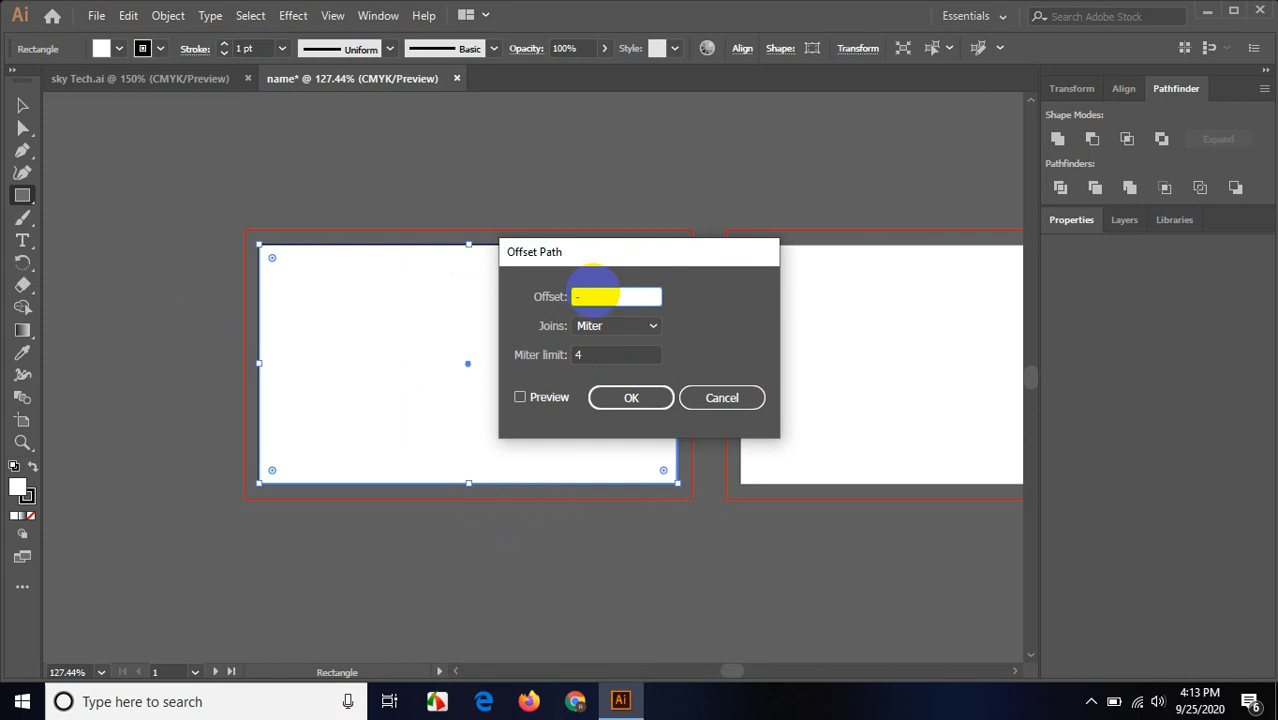 Ai File Edit Object Type Select Effect View Window Help Essentials Search Adobe Stock
Rectangle Stroke: 1 pt Uniform Basic Opacity: 100% Style: Align Shape: Transform
sky Tech.ai @ 150% (CMYK/Preview) name* @ 127.44% (CMYK/Preview)
Transform Align Pathfinder
Shape Modes:
Expand
Pathfinders:
Properties Layers Libraries
Offset Path
Offset: -
Joins: Miter
Miter limit: 4
Preview OK Cancel
127.44% 1 Rectangle
Type here to search
Ai
4:13 PM
9/25/2020
6